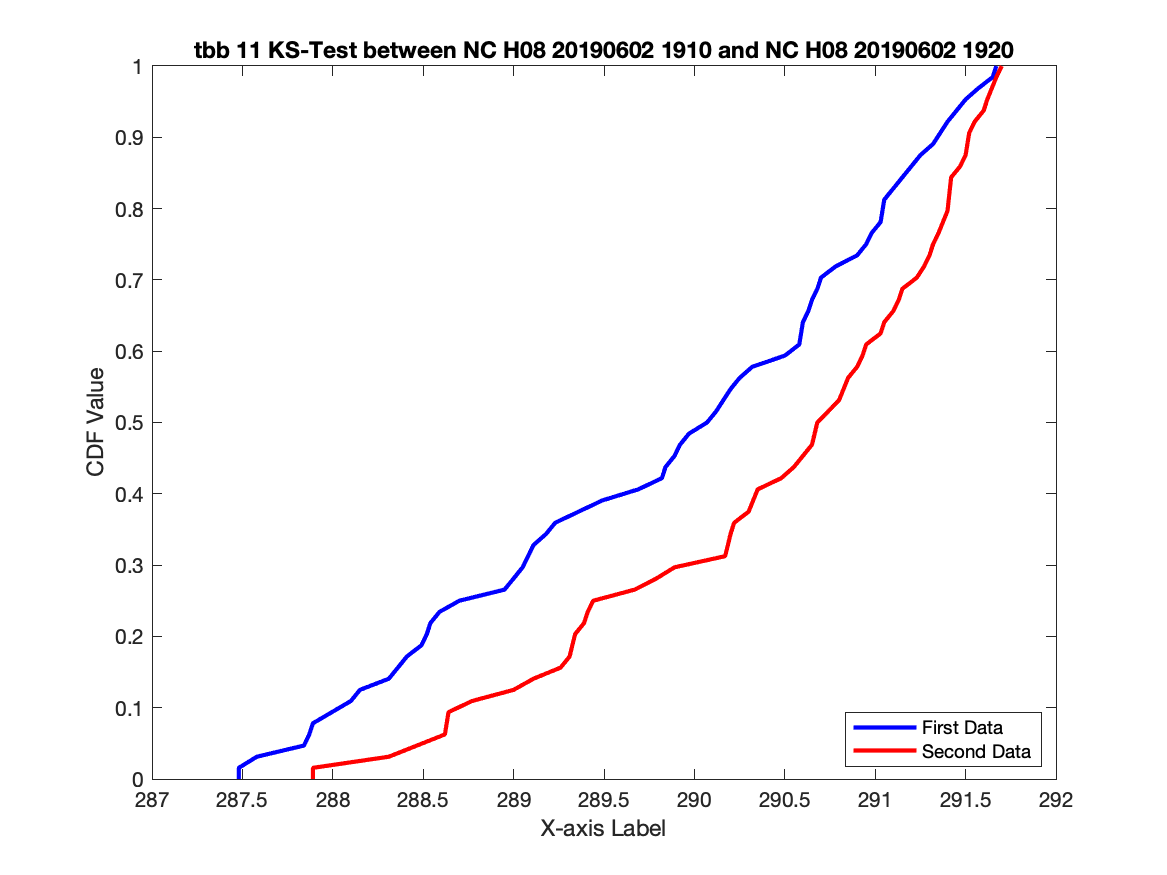 tbb 11 KS-Test between NC H08 20190602 1910 and NC H08 20190602 1920
1
0.9
0.8
0.7
0.6
0.5
0.4
0.3
0.2
0.1
0
CDF Value
First Data
Second Data
287 287.5 288 288.5 289 289.5 290 290.5 291 291.5 292
X-axis Label